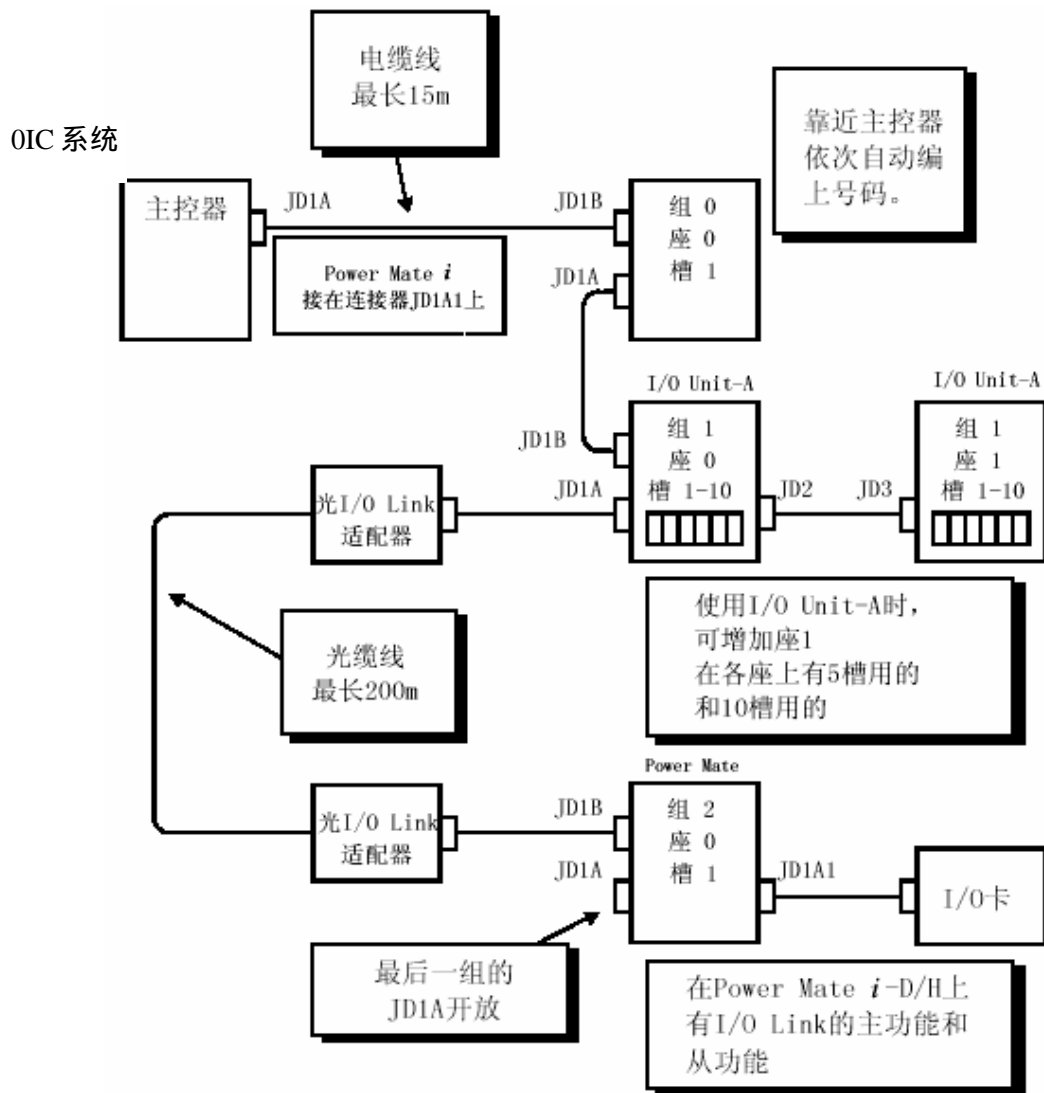 电缆线
最长15m
靠近主控器
依次自动编
上号码。
0IC 系统
主控器
JD1A
JD1B
组 0
座 0
槽 1
Power Mate i
接在连接器JD1A1上
JD1A
I/O Unit-A
I/O Unit-A
JD1B
组 1
座 0
槽 1-10
组 1
座 1
槽 1-10
光I/O Link
适配器
JD1A
JD2
JD3
使用I/O Unit-A时,
可增加座1
在各座上有5槽用的
和10槽用的
光缆线
最长200m
Power Mate
光I/O Link
适配器
JD1B
组 2
座 0
槽 1
JD1A
JD1A1
I/O卡
最后一组的
JD1A开放
在Power Mate i-D/H上
有I/O Link的主功能和
从功能